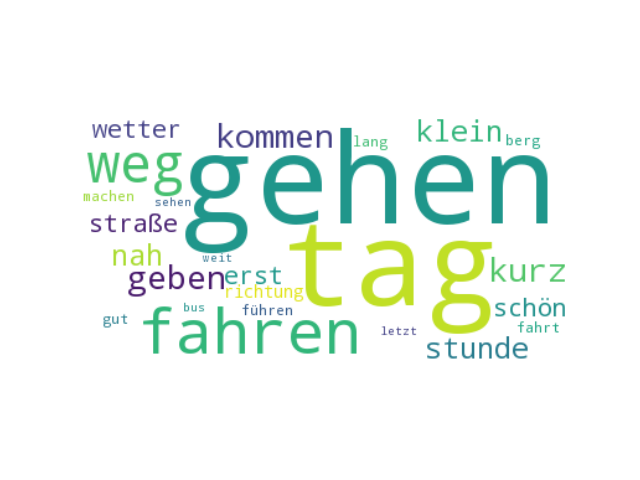 wetter
kommen
klein
lang
berg
weg
gehen
machen
sehen
straße
tag
nah
weit
geben
erst
kurz
richtung
schön
bus
führen
gut
fahren
letzt
fahrt
stunde